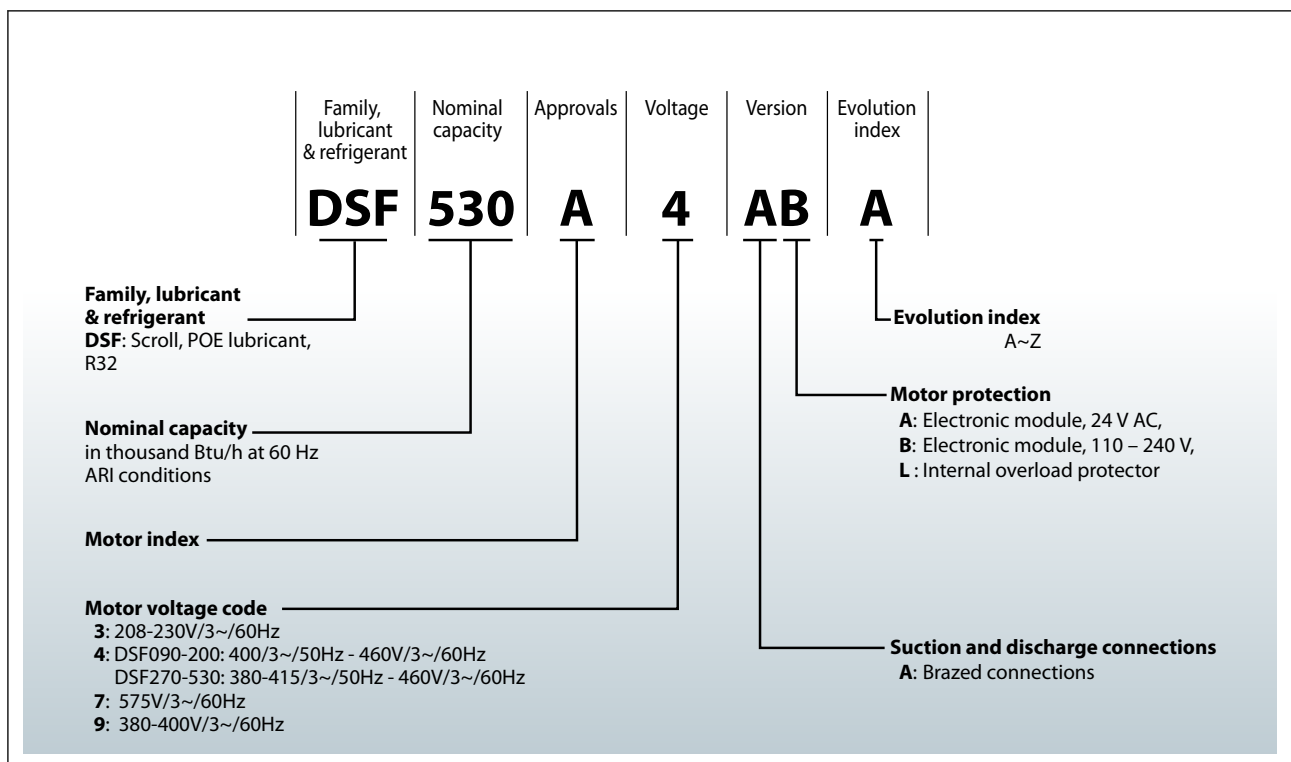 Family,
lubricant
& refrigerant
Nominal
capacity
Approvals
Voltage
Version
Evolution
index
DSF 530 A 4 AB A
Family, lubricant
& refrigerant
DSF: Scroll, POE lubricant,
R32
Nominal capacity
in thousand Btu/h at 60 Hz
ARI conditions
Motor index
Motor voltage code
3: 208-230V/3~/60Hz
4: DSF090-200: 400/3~/50Hz - 460V/3~/60Hz
DSF270-530: 380-415/3~/50Hz - 460V/3~/60Hz
7: 575V/3~/60Hz
9: 380-400V/3~/60Hz
Evolution index
A~Z
Motor protection
A: Electronic module, 24 V AC,
B: Electronic module, 110 – 240 V,
L : Internal overload protector
Suction and discharge connections
A: Brazed connections